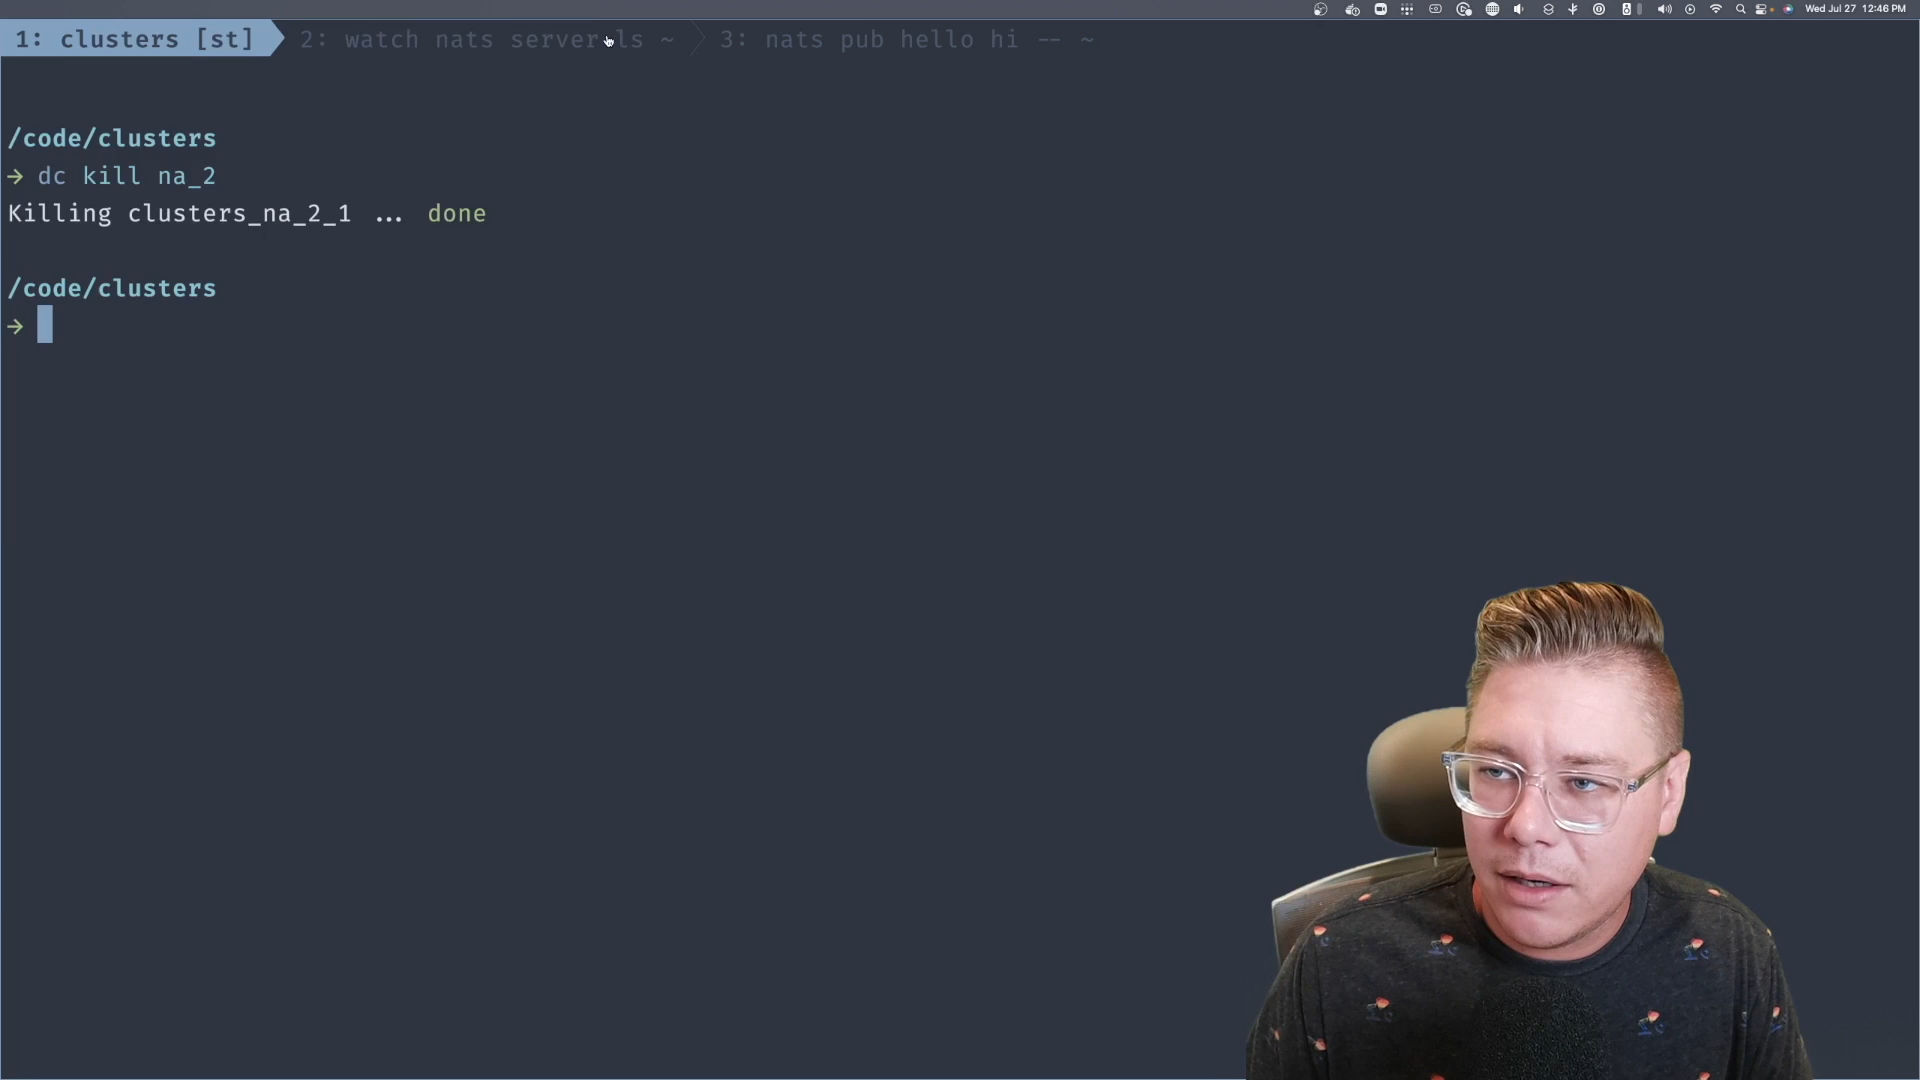 Wed Jul 27 12:46 PM
1: clusters [st] 2: watch nats server ls ~ 3: nats pub hello hi -- ~
/code/clusters
→ dc kill na_2
Killing clusters_na_2_1 ... done
/code/clusters
→